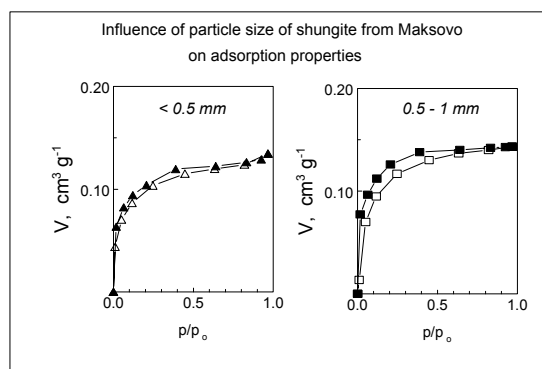 Influence of particle size of shungite from Maksovo
on adsorption properties
< 0.5 mm
0.20
0.10
0.0
0.0
0.5
1.0
V, cm³ g⁻¹
p/pₒ
0.5 - 1 mm
0.20
0.10
0.0
0.0
0.5
1.0
V, cm³ g⁻¹
p/pₒ